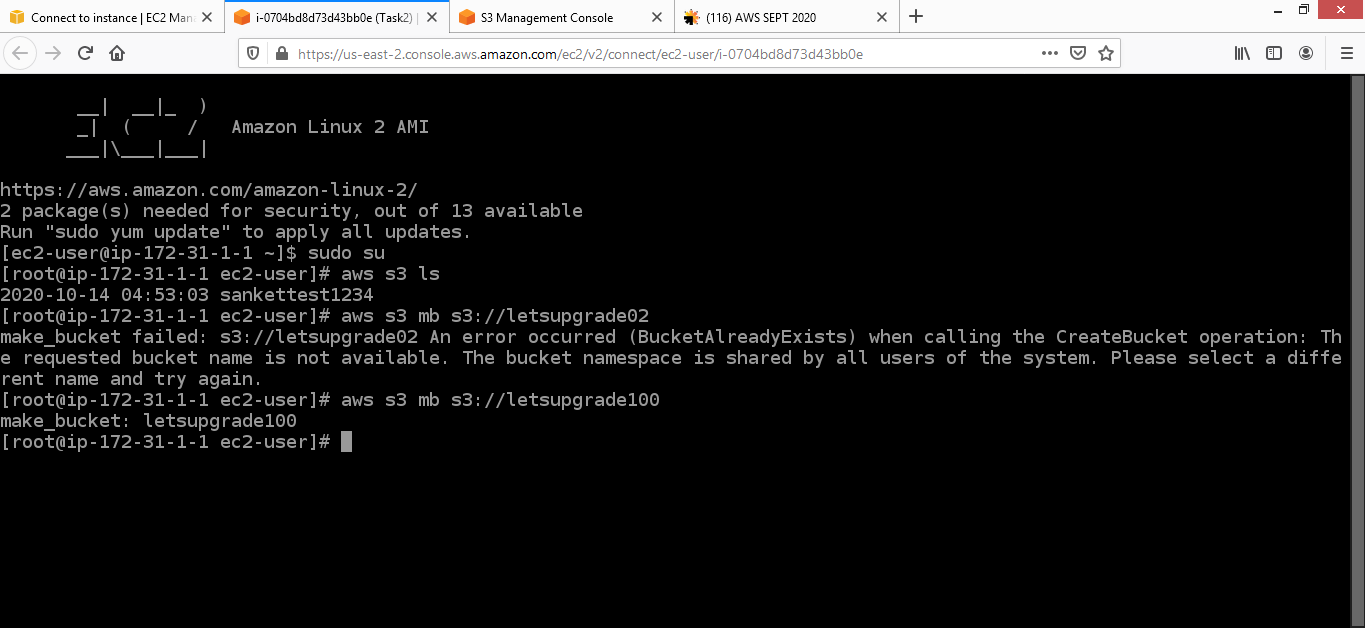 Connect to instance | EC2 Man
i-0704bd8d73d43bb0e (Task2) |
S3 Management Console
(116) AWS SEPT 2020
https://us-east-2.console.aws.amazon.com/ec2/v2/connect/ec2-user/i-0704bd8d73d43bb0e
       __|  __|_  )
       _|  (     /   Amazon Linux 2 AMI
      ___|\___|___|
https://aws.amazon.com/amazon-linux-2/
2 package(s) needed for security, out of 13 available
Run "sudo yum update" to apply all updates.
[ec2-user@ip-172-31-1-1 ~]$ sudo su
[root@ip-172-31-1-1 ec2-user]# aws s3 ls
2020-10-14 04:53:03 sankettest1234
[root@ip-172-31-1-1 ec2-user]# aws s3 mb s3://letsupgrade02
make_bucket failed: s3://letsupgrade02 An error occurred (BucketAlreadyExists) when calling the CreateBucket operation: Th
e requested bucket name is not available. The bucket namespace is shared by all users of the system. Please select a diffe
rent name and try again.
[root@ip-172-31-1-1 ec2-user]# aws s3 mb s3://letsupgrade100
make_bucket: letsupgrade100
[root@ip-172-31-1-1 ec2-user]#